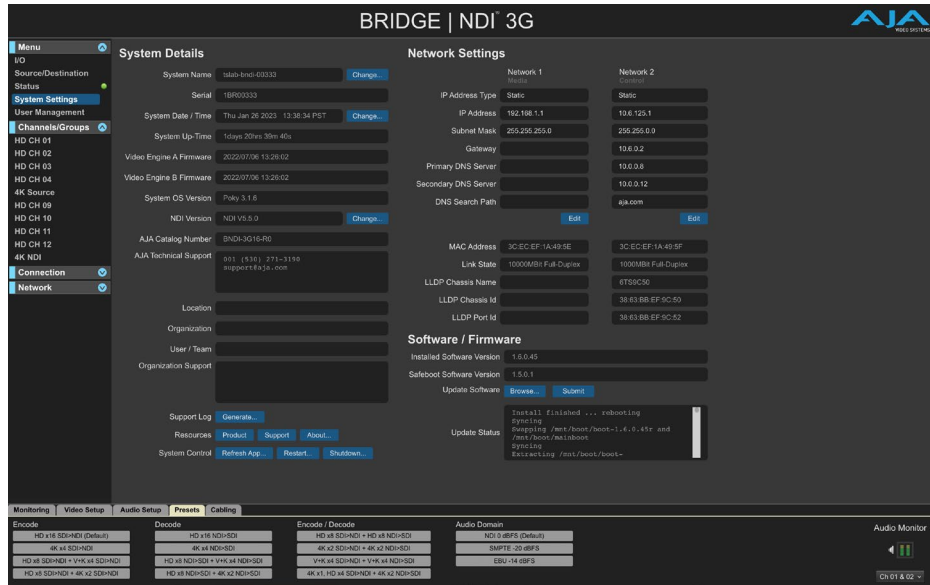 BRIDGE | NDI™ 3G
AJA
VIDEO SYSTEMS
Menu
I/O
Source/Destination
Status
System Settings
User Management
Channels/Groups
HD CH 01
HD CH 02
HD CH 03
HD CH 04
4K Source
HD CH 09
HD CH 10
HD CH 11
HD CH 12
4K NDI
Connection
Network
System Details
System Name tslab-bndi-00333 Change...
Serial 1BR00333
System Date / Time Thu Jan 26 2023 13:38:34 PST Change...
System Up-Time 1days 20hrs 39m 40s
Video Engine A Firmware 2022/07/06 13:26:02
Video Engine B Firmware 2022/07/06 13:26:02
System OS Version Poky 3.1.6
NDI Version NDI V5.5.0 Change...
AJA Catalog Number BNDI-3G16-R0
AJA Technical Support 001 (530) 271-3190
support@aja.com
Location
Organization
User / Team
Organization Support
Support Log Generate...
Resources Product Support About...
System Control Refresh App... Restart... Shutdown...
Network Settings
Network 1 Network 2
Media Control
IP Address Type Static Static
IP Address 192.168.1.1 10.6.125.1
Subnet Mask 255.255.255.0 255.255.0.0
Gateway 10.6.0.2
Primary DNS Server 10.0.0.8
Secondary DNS Server 10.0.0.12
DNS Search Path aja.com
Edit Edit
MAC Address 3C:EC:EF:1A:49:5E 3C:EC:EF:1A:49:5F
Link State 10000MBit Full-Duplex 1000MBit Full-Duplex
LLDP Chassis Name 6TS9C50
LLDP Chassis Id 38:63:BB:EF:9C:50
LLDP Port Id 38:63:BB:EF:9C:52
Software / Firmware
Installed Software Version 1.6.0.45
Safeboot Software Version 1.5.0.1
Update Software Browse... Submit
Update Status
Install finished ... rebooting
Syncing
Swapping /mnt/boot/boot-1.6.0.45r and
/mnt/boot/mainboot
Syncing
Extracting /mnt/boot/boot-
Monitoring Video Setup Audio Setup Presets Cabling
Encode
HD x16 SDI>NDI (Default)
4K x4 SDI>NDI
HD x8 SDI>NDI + V+K x4 SDI>NDI
HD x8 SDI>NDI + 4K x2 SDI>NDI
Decode
HD x16 NDI>SDI
4K x4 NDI>SDI
HD x8 NDI>SDI + V+K x4 NDI>SDI
HD x8 NDI>SDI + 4K x2 NDI>SDI
Encode / Decode
HD x8 SDI>NDI + HD x8 NDI>SDI
4K x2 SDI>NDI + 4K x2 NDI>SDI
V+K x4 SDI>NDI + V+K x4 NDI>SDI
4K x1, HD x4 SDI>NDI + 4K x2 NDI>SDI
Audio Domain
NDI 0 dBFS (Default)
SMPTE -20 dBFS
EBU -14 dBFS
Audio Monitor
Ch 01 & 02